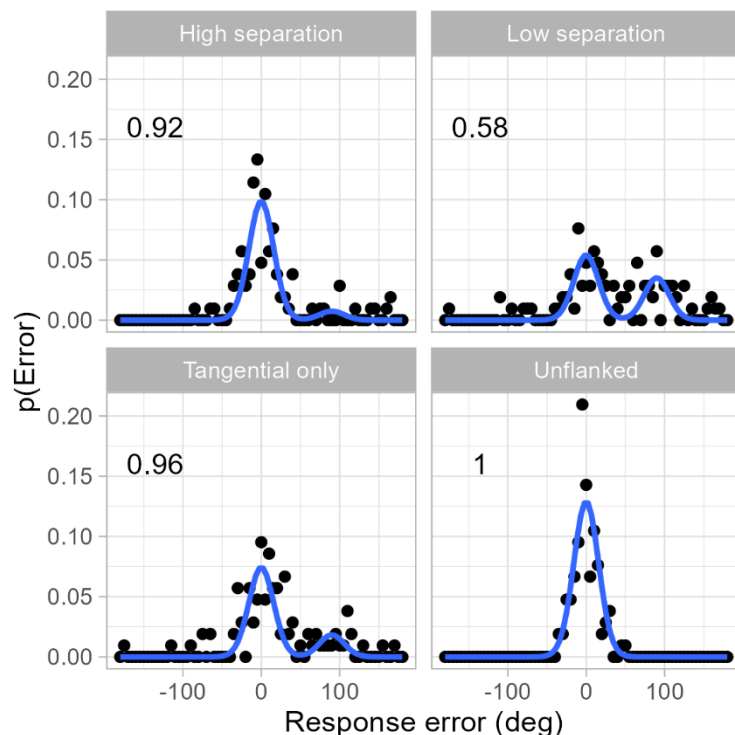 High separation
Low separation
0.20
0.15
0.10
0.05
0.00
0.92
0.58
Tangential only
Unflanked
0.20
0.15
0.10
0.05
0.00
0.96
1
p(Error)
-100 0 100
-100 0 100
Response error (deg)